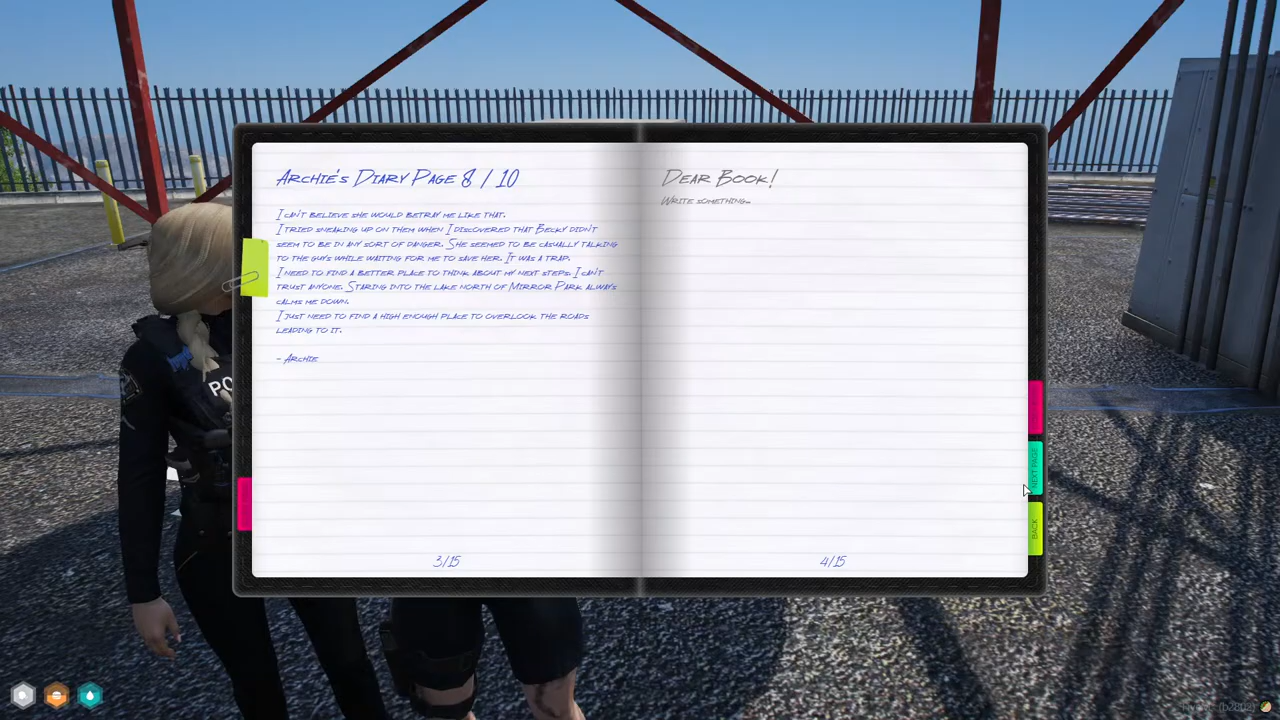 Archie's Diary Page 8 / 10
I can't believe she would betray me like that.
I tried sneaking up on them when I discovered that Becky didn't
seem to be in any sort of danger. She seemed to be casually talking
to the guys while waiting for me to save her. It was a trap.
I need to find a better place to think about my next steps. I can't
trust anyone. Staring into the lake north of Mirror Park always
calms me down.
I just need to find a high enough place to overlook the roads
leading to it.
- Archie
3/15
Dear Book!
Write something...
4/15
NEXT PAGE
BACK
PO